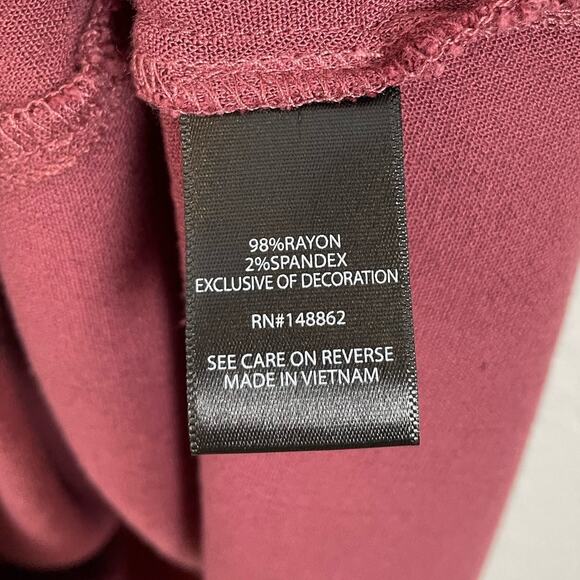 98%RAYON
2%SPANDEX
EXCLUSIVE OF DECORATION
RN#148862
SEE CARE ON REVERSE
MADE IN VIETNAM